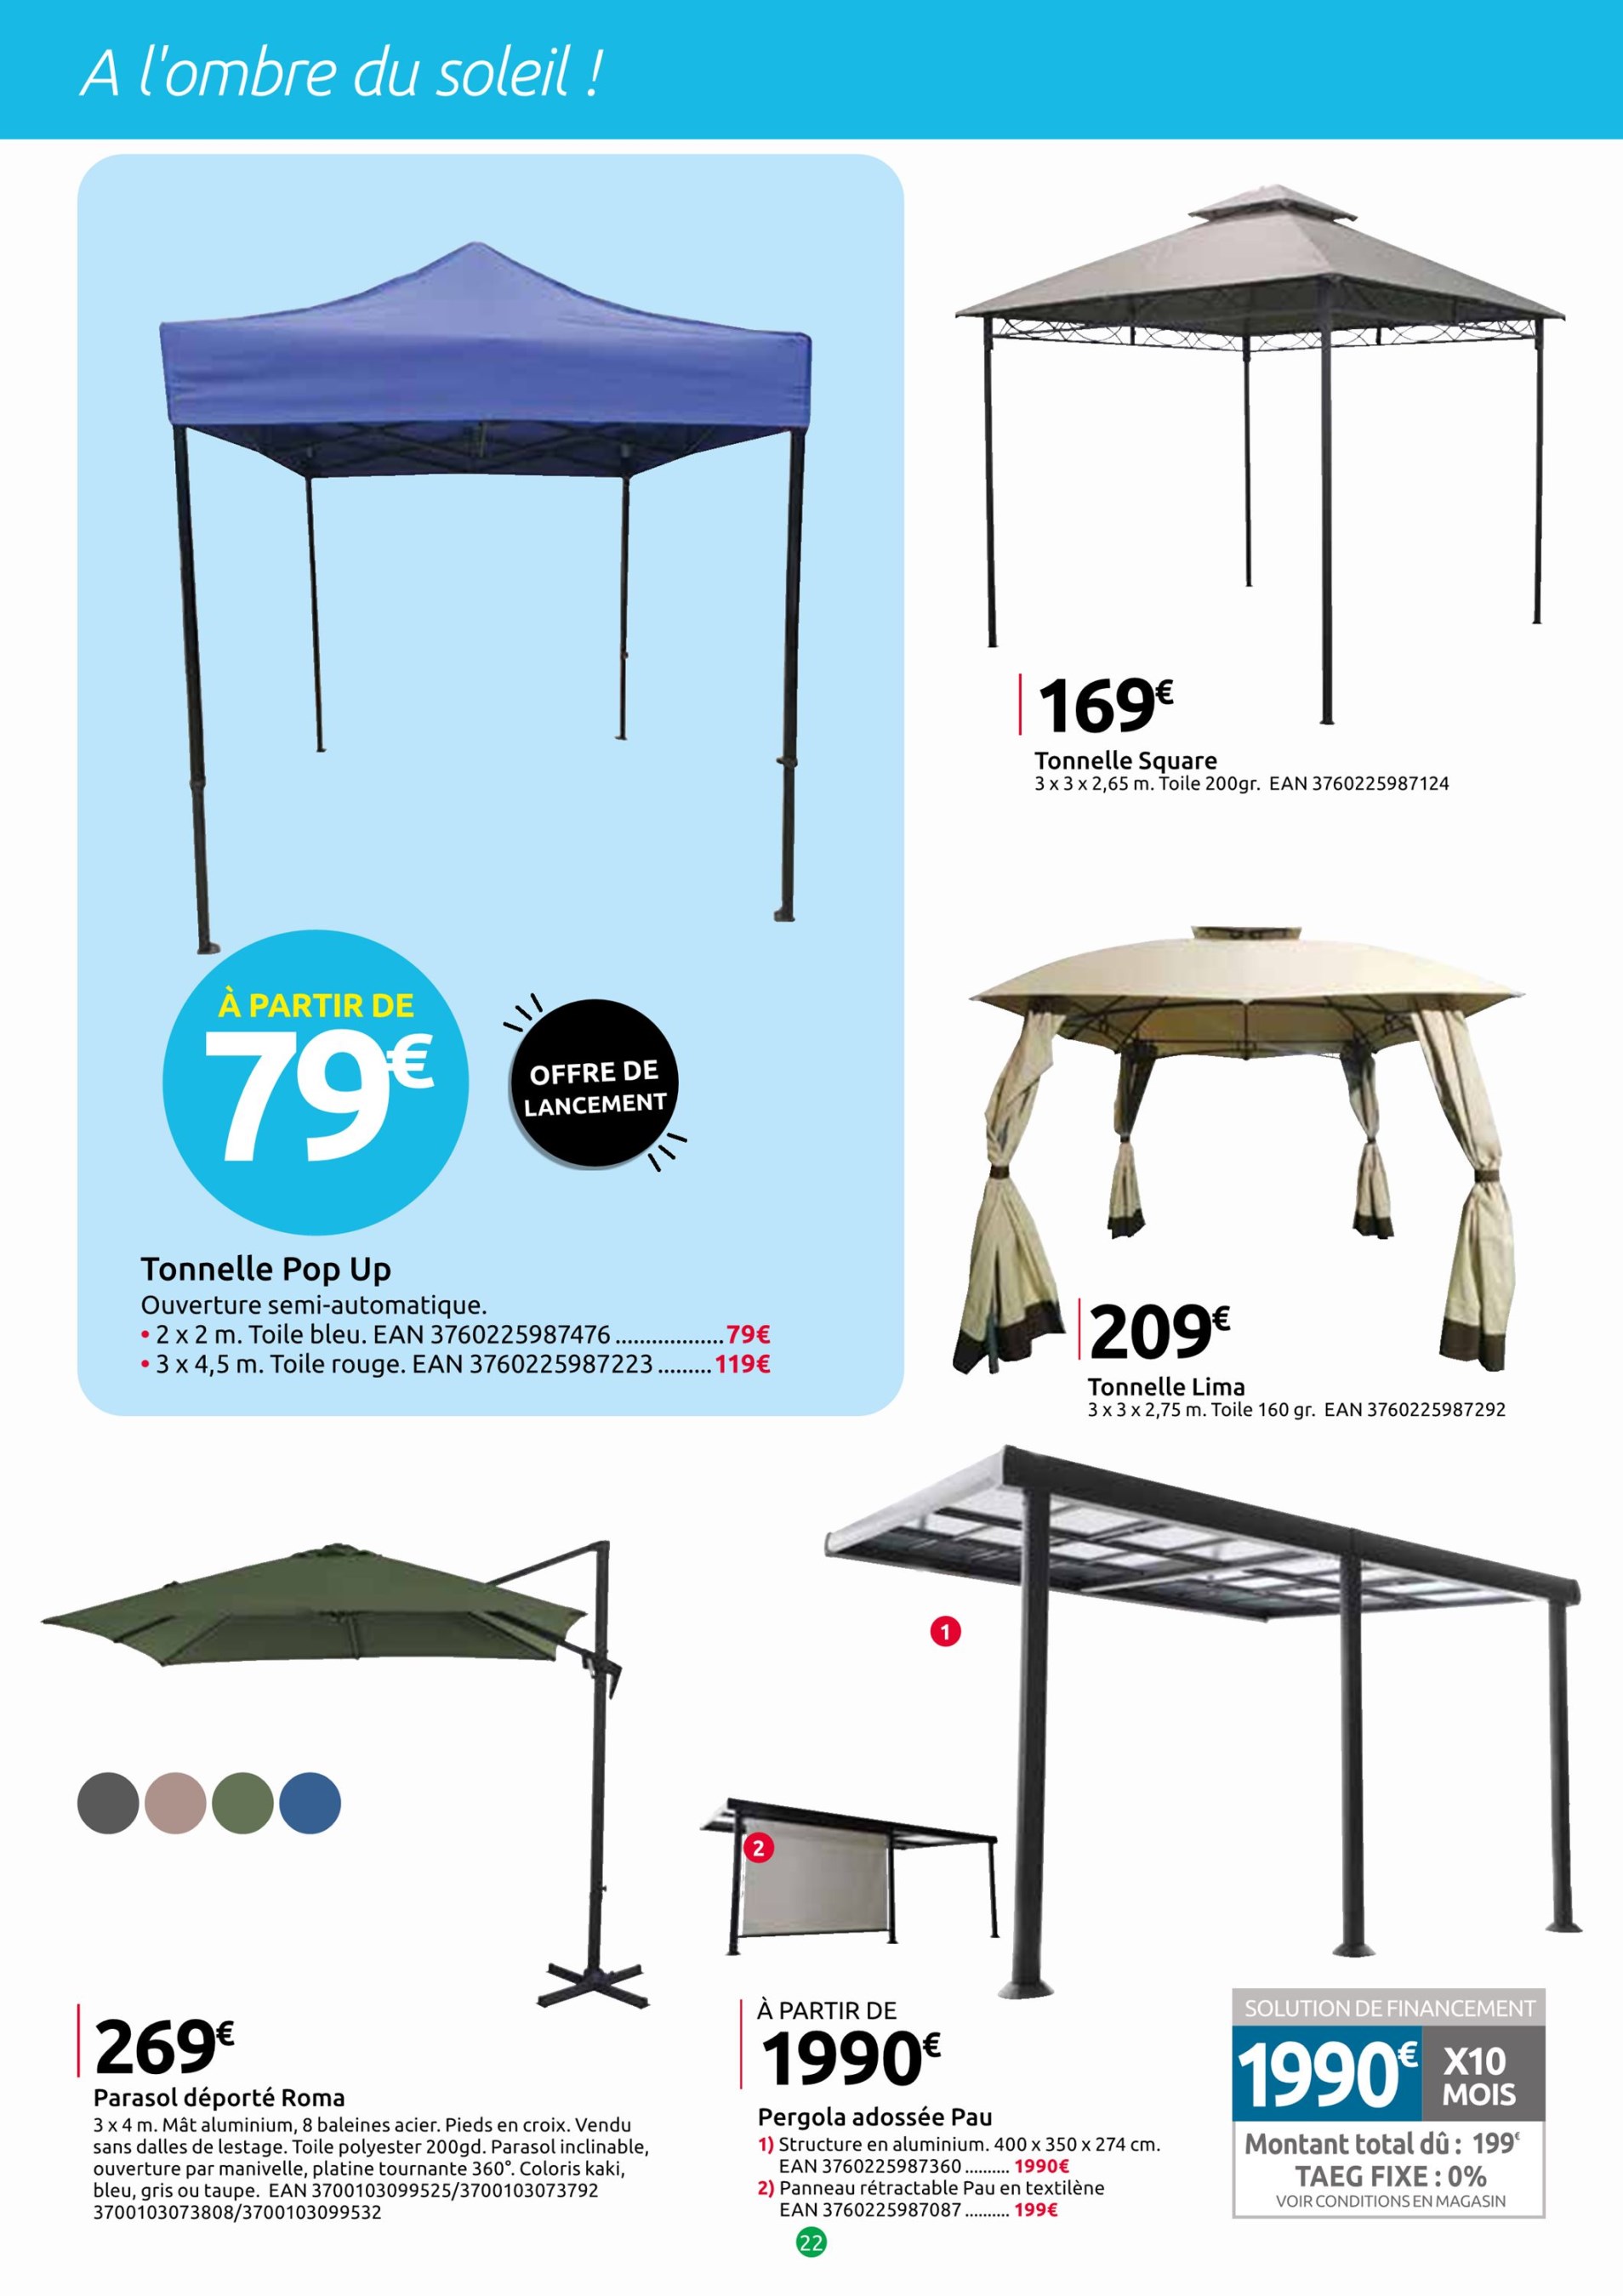 A l'ombre du soleil !
169€
Tonnelle Square
3 x 3 x 2,65 m. Toile 200gr. EAN 3760225987124
À PARTIR DE
79€
OFFRE DE
LANCEMENT
Tonnelle Pop Up
Ouverture semi-automatique.
• 2 x 2 m. Toile bleu. EAN 3760225987476..................79€
• 3 x 4,5 m. Toile rouge. EAN 3760225987223.........119€
209€
Tonnelle Lima
3 x 3 x 2,75 m. Toile 160 gr. EAN 3760225987292
1
2
269€
Parasol déporté Roma
3 x 4 m. Mât aluminium, 8 baleines acier. Pieds en croix. Vendu
sans dalles de lestage. Toile polyester 200gd. Parasol inclinable,
ouverture par manivelle, platine tournante 360°. Coloris kaki,
bleu, gris ou taupe. EAN 3700103099525/3700103073792
3700103073808/3700103099532
À PARTIR DE
1990€
Pergola adossée Pau
1) Structure en aluminium. 400 x 350 x 274 cm.
EAN 3760225987360.......... 1990€
2) Panneau rétractable Pau en textilène
EAN 3760225987087.......... 199€
SOLUTION DE FINANCEMENT
1990€ X10
MOIS
Montant total dû : 199€
TAEG FIXE : 0%
VOIR CONDITIONS EN MAGASIN
22